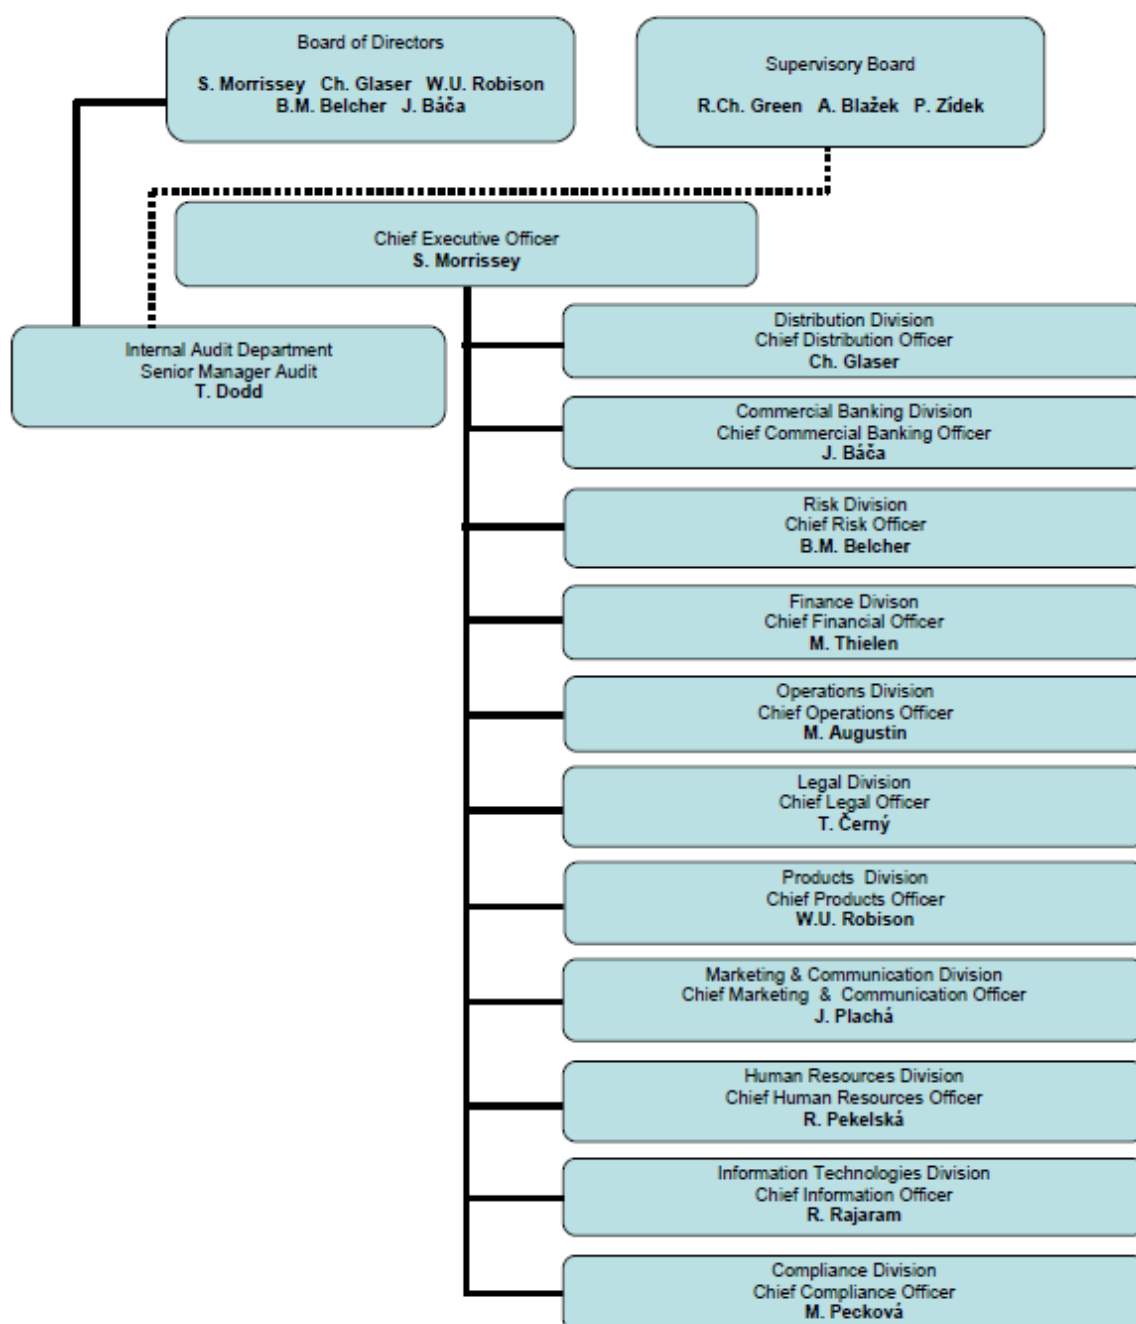 Board of Directors
S. Morrissey Ch. Glaser W.U. Robison
B.M. Belcher J. Báča
Supervisory Board
R.Ch. Green A. Blažek P. Zídek
Chief Executive Officer
S. Morrissey
Internal Audit Department
Senior Manager Audit
T. Dodd
Distribution Division
Chief Distribution Officer
Ch. Glaser
Commercial Banking Division
Chief Commercial Banking Officer
J. Báča
Risk Division
Chief Risk Officer
B.M. Belcher
Finance Divison
Chief Financial Officer
M. Thielen
Operations Division
Chief Operations Officer
M. Augustin
Legal Division
Chief Legal Officer
T. Černý
Products Division
Chief Products Officer
W.U. Robison
Marketing & Communication Division
Chief Marketing & Communication Officer
J. Plachá
Human Resources Division
Chief Human Resources Officer
R. Pekelská
Information Technologies Division
Chief Information Officer
R. Rajaram
Compliance Division
Chief Compliance Officer
M. Pecková